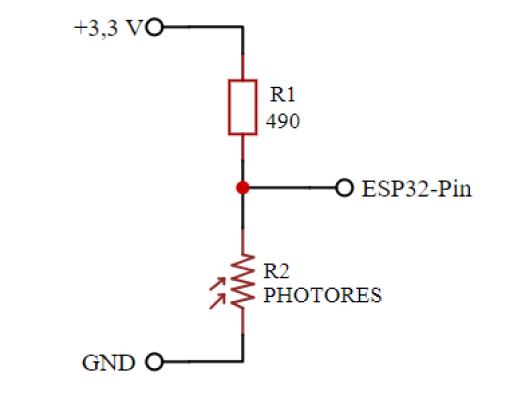 +3,3 V
R1
490
ESP32-Pin
R2
PHOTORES
GND